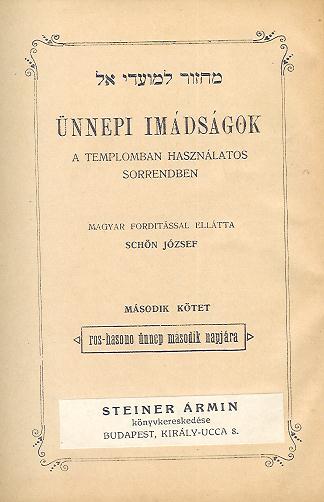 מחזור למועדי אל
ÜNNEPI IMÁDSÁGOK
A TEMPLOMBAN HASZNÁLATOS
SORRENDBEN
MAGYAR FORDITÁSSAL ELLÁTTA
SCHÖN JÓZSEF
MÁSODIK KÖTET
ros-hasono ünnep második napjára
STEINER ÁRMIN
könyvkereskedése
BUDAPEST, KIRÁLY-UCCA 8.